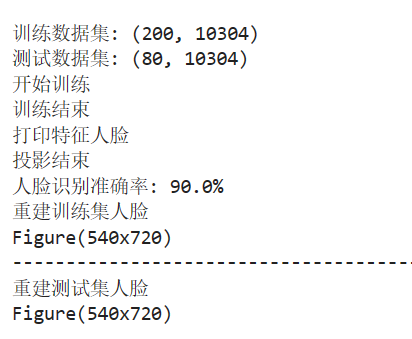 训练数据集: (200, 10304)
测试数据集: (80, 10304)
开始训练
训练结束
打印特征人脸
投影结束
人脸识别准确率: 90.0%
重建训练集人脸
Figure(540x720)
--------------------------------------
重建测试集人脸
Figure(540x720)